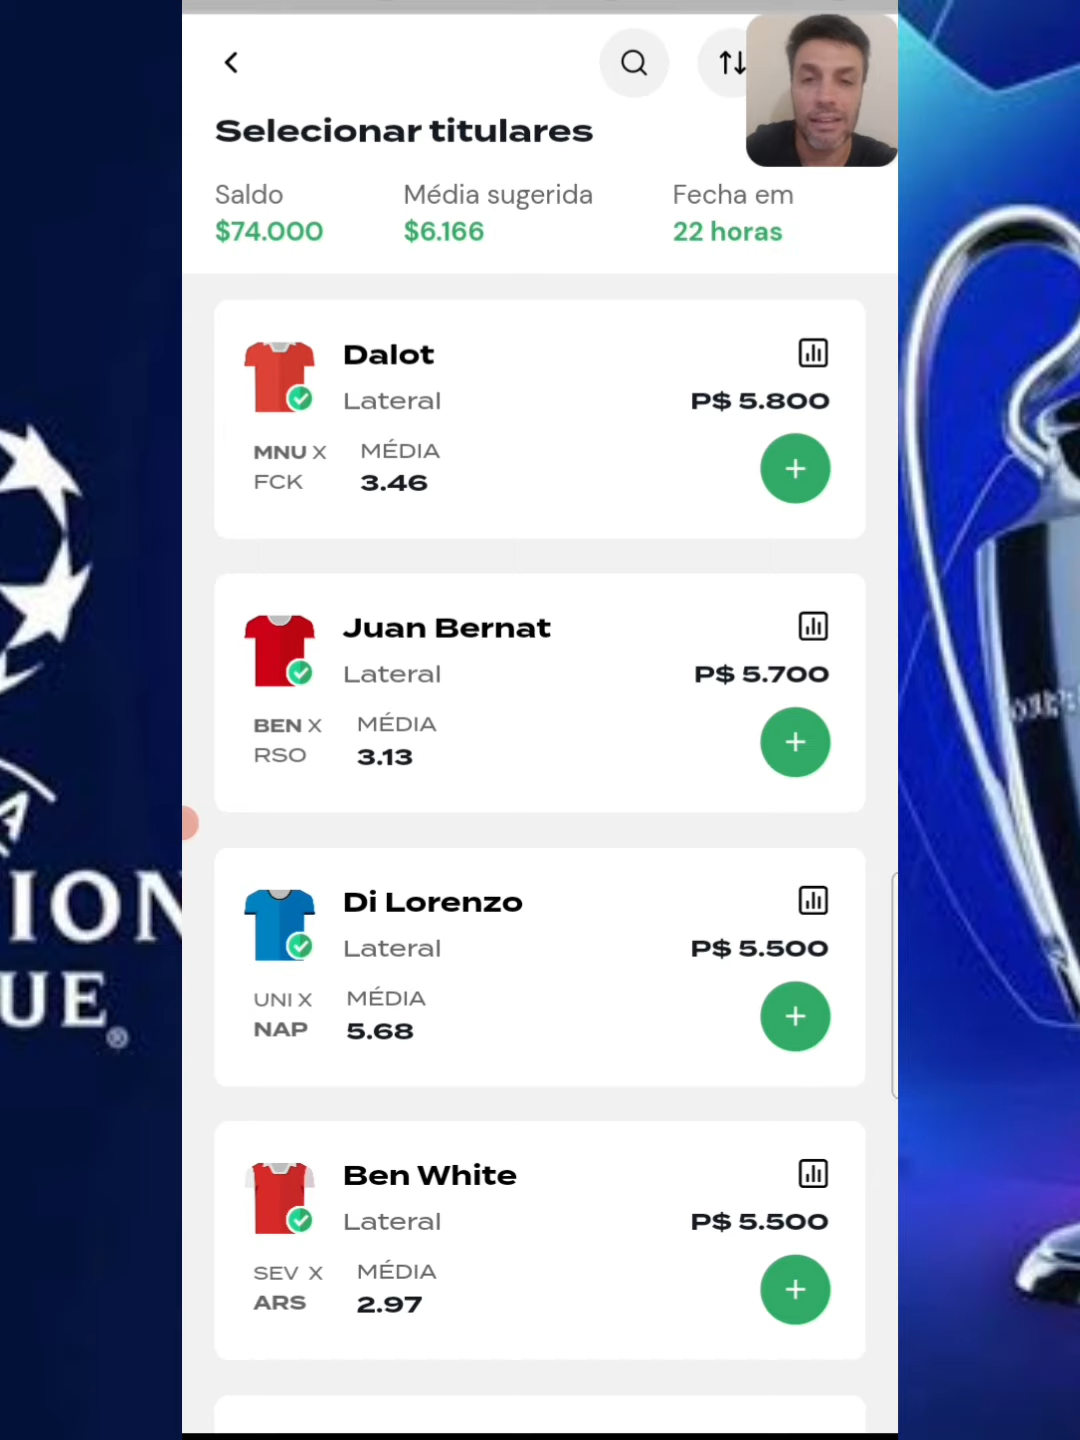 Selecionar titulares
Saldo
Média sugerida
Fecha em
$74.000
$6.166
22 horas
Dalot
Lateral
P$ 5.800
MNU X
FCK
MÉDIA
3.46
Juan Bernat
Lateral
P$ 5.700
BEN X
RSO
MÉDIA
3.13
Di Lorenzo
Lateral
P$ 5.500
UNI X
NAP
MÉDIA
5.68
Ben White
Lateral
P$ 5.500
SEV X
ARS
MÉDIA
2.97
ION
UE®